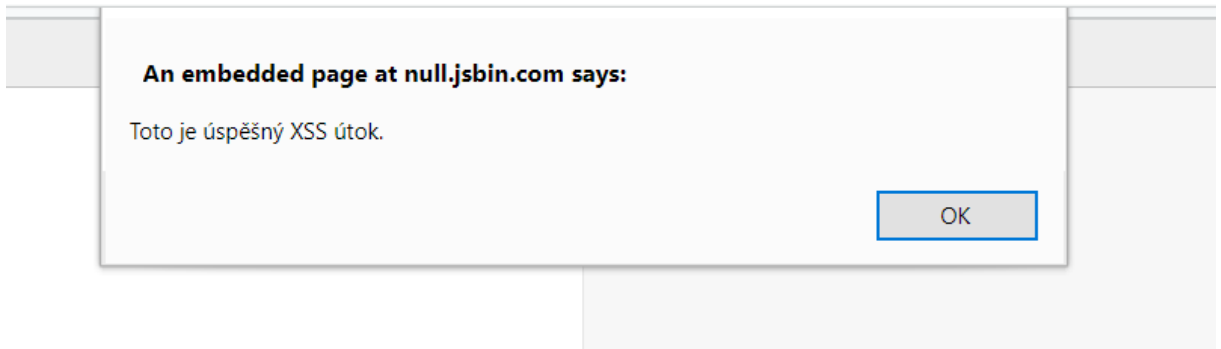 An embedded page at null.jsbin.com says:
Toto je úspěšný XSS útok.
OK